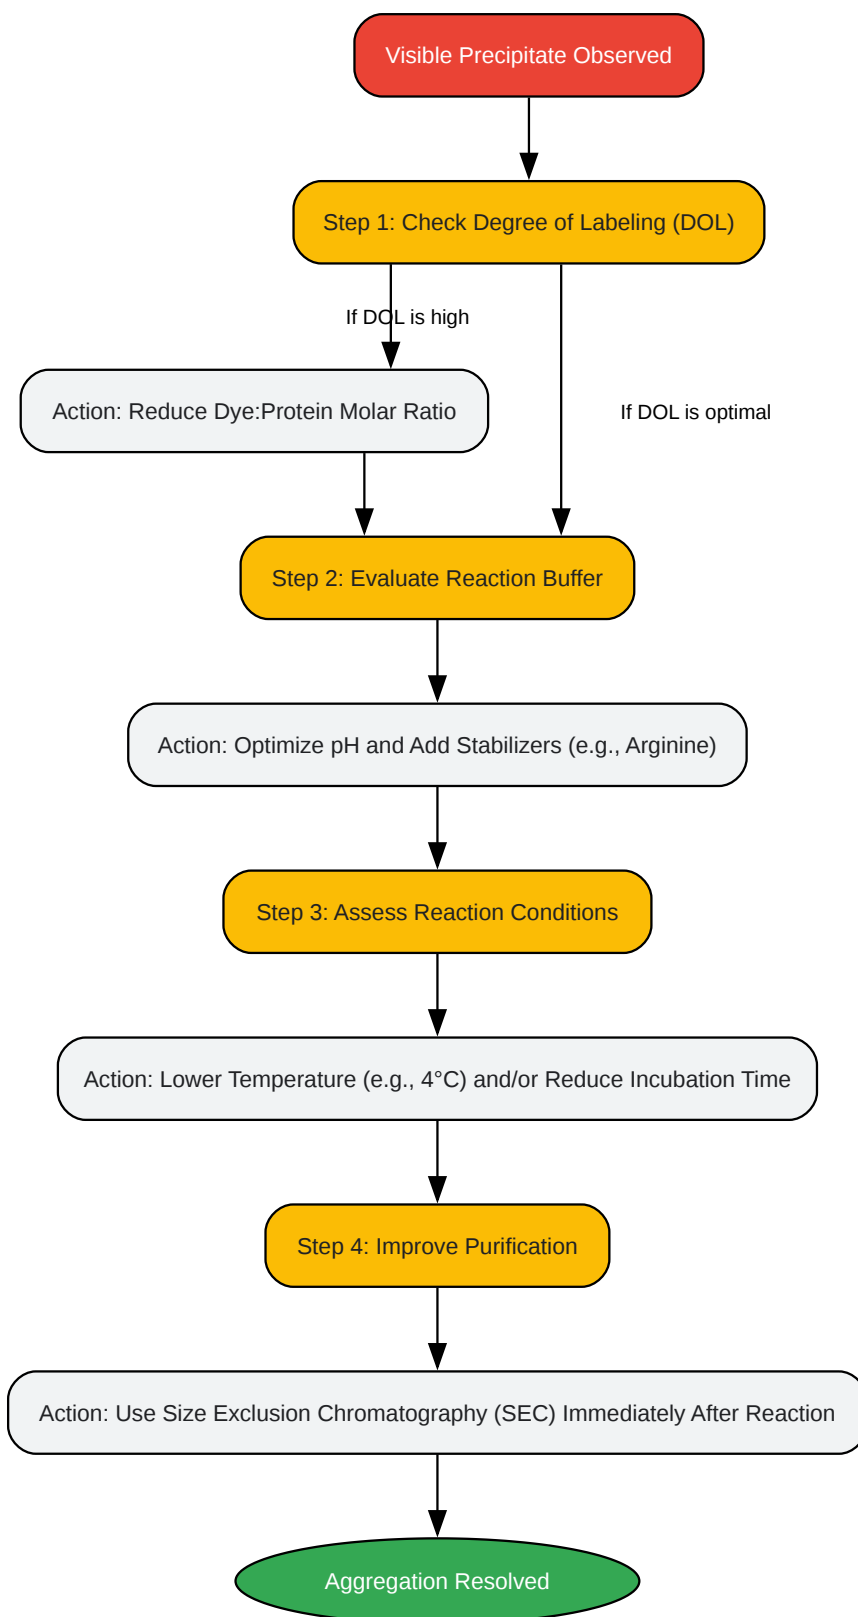 Visible Precipitate Observed
Step 1: Check Degree of Labeling (DOL)
If DOL is high
Action: Reduce Dye:Protein Molar Ratio
If DOL is optimal
Step 2: Evaluate Reaction Buffer
Action: Optimize pH and Add Stabilizers (e.g., Arginine)
Step 3: Assess Reaction Conditions
Action: Lower Temperature (e.g., 4°C) and/or Reduce Incubation Time
Step 4: Improve Purification
Action: Use Size Exclusion Chromatography (SEC) Immediately After Reaction
Aggregation Resolved